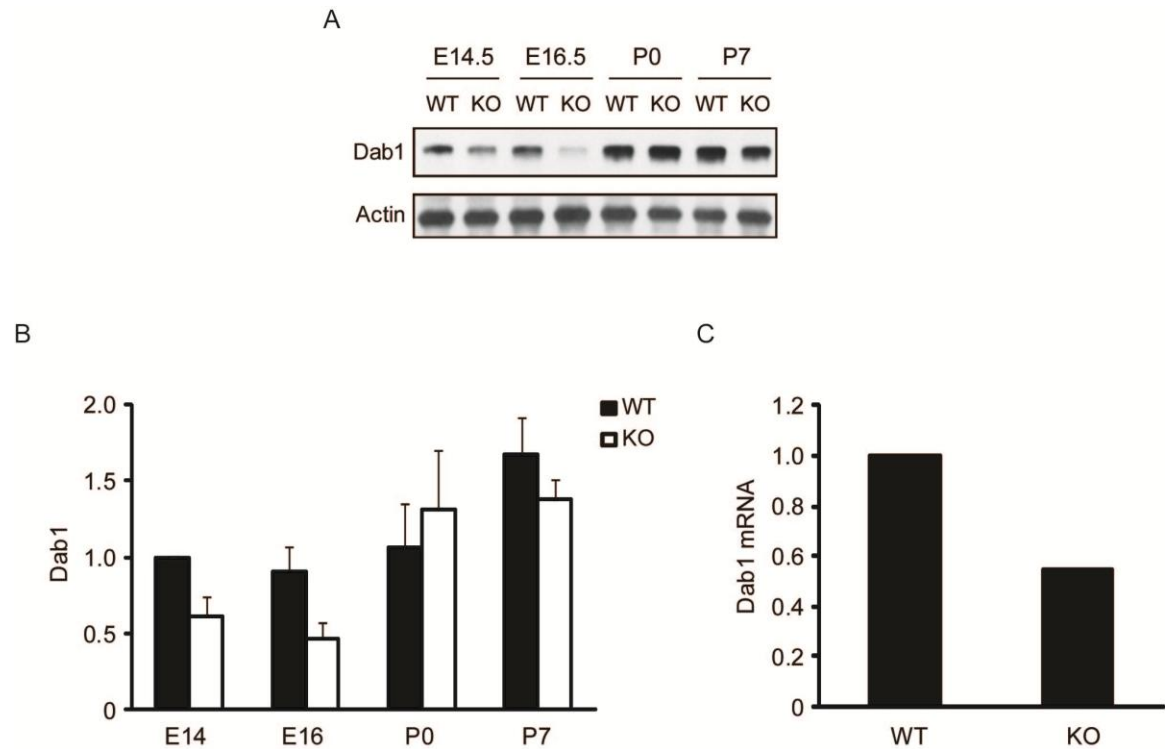 A
E14.5 E16.5 P0 P7
WT KO WT KO WT KO WT KO
Dab1
Actin
B
2.0
1.5
1.0
0.5
0
Dab1
WT
KO
E14 E16 P0 P7
C
1.2
1.0
0.8
0.6
0.4
0.2
0
Dab1 mRNA
WT KO